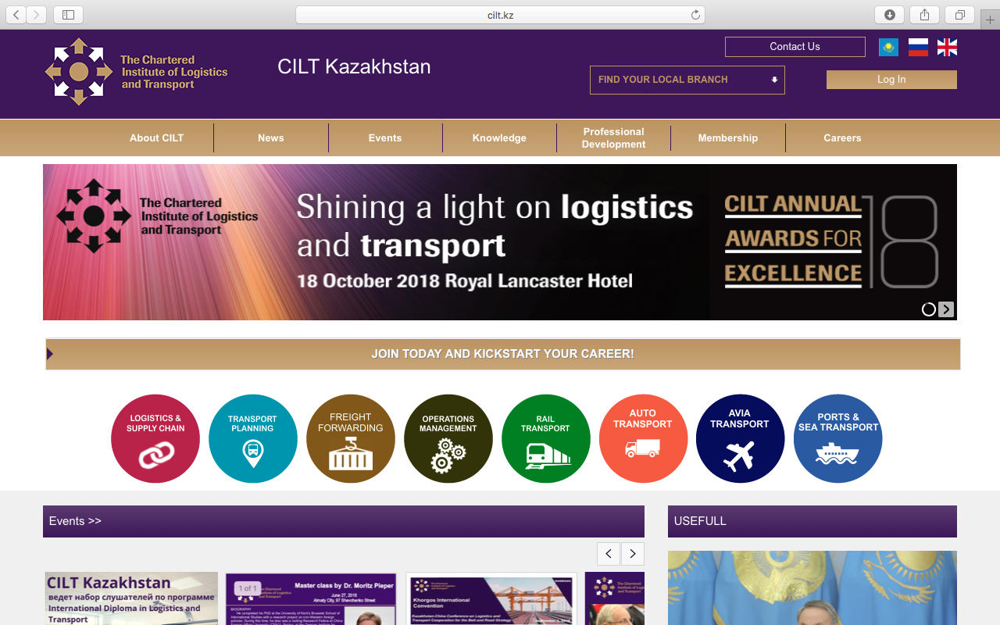 cilt.kz
The Chartered
Institute of Logistics
and Transport
CILT Kazakhstan
Contact Us
FIND YOUR LOCAL BRANCH
Log In
About CILT
News
Events
Knowledge
Professional
Development
Membership
Careers
The Chartered
Institute of Logistics
and Transport
Shining a light on logistics
and transport
18 October 2018 Royal Lancaster Hotel
CILT ANNUAL
AWARDS FOR
EXCELLENCE
18
JOIN TODAY AND KICKSTART YOUR CAREER!
LOGISTICS &
SUPPLY CHAIN
TRANSPORT
PLANNING
FREIGHT
FORWARDING
OPERATIONS
MANAGEMENT
RAIL
TRANSPORT
AUTO
TRANSPORT
AVIA
TRANSPORT
PORTS &
SEA TRANSPORT
Events >>
USEFULL
CILT Kazakhstan
ведет набор слушателей по программе
International Diploma in Logistics and
Transport
1 of 1
Master class by Dr. Moritz Pieper
June 27, 2018
Almaty City, 97 Shevchenko Street
BIOGRAPHY
Khorgos International
Convention
Kazakhstan-China Conference on Logistics and
Transport Cooperation for the Belt and Road Strategy